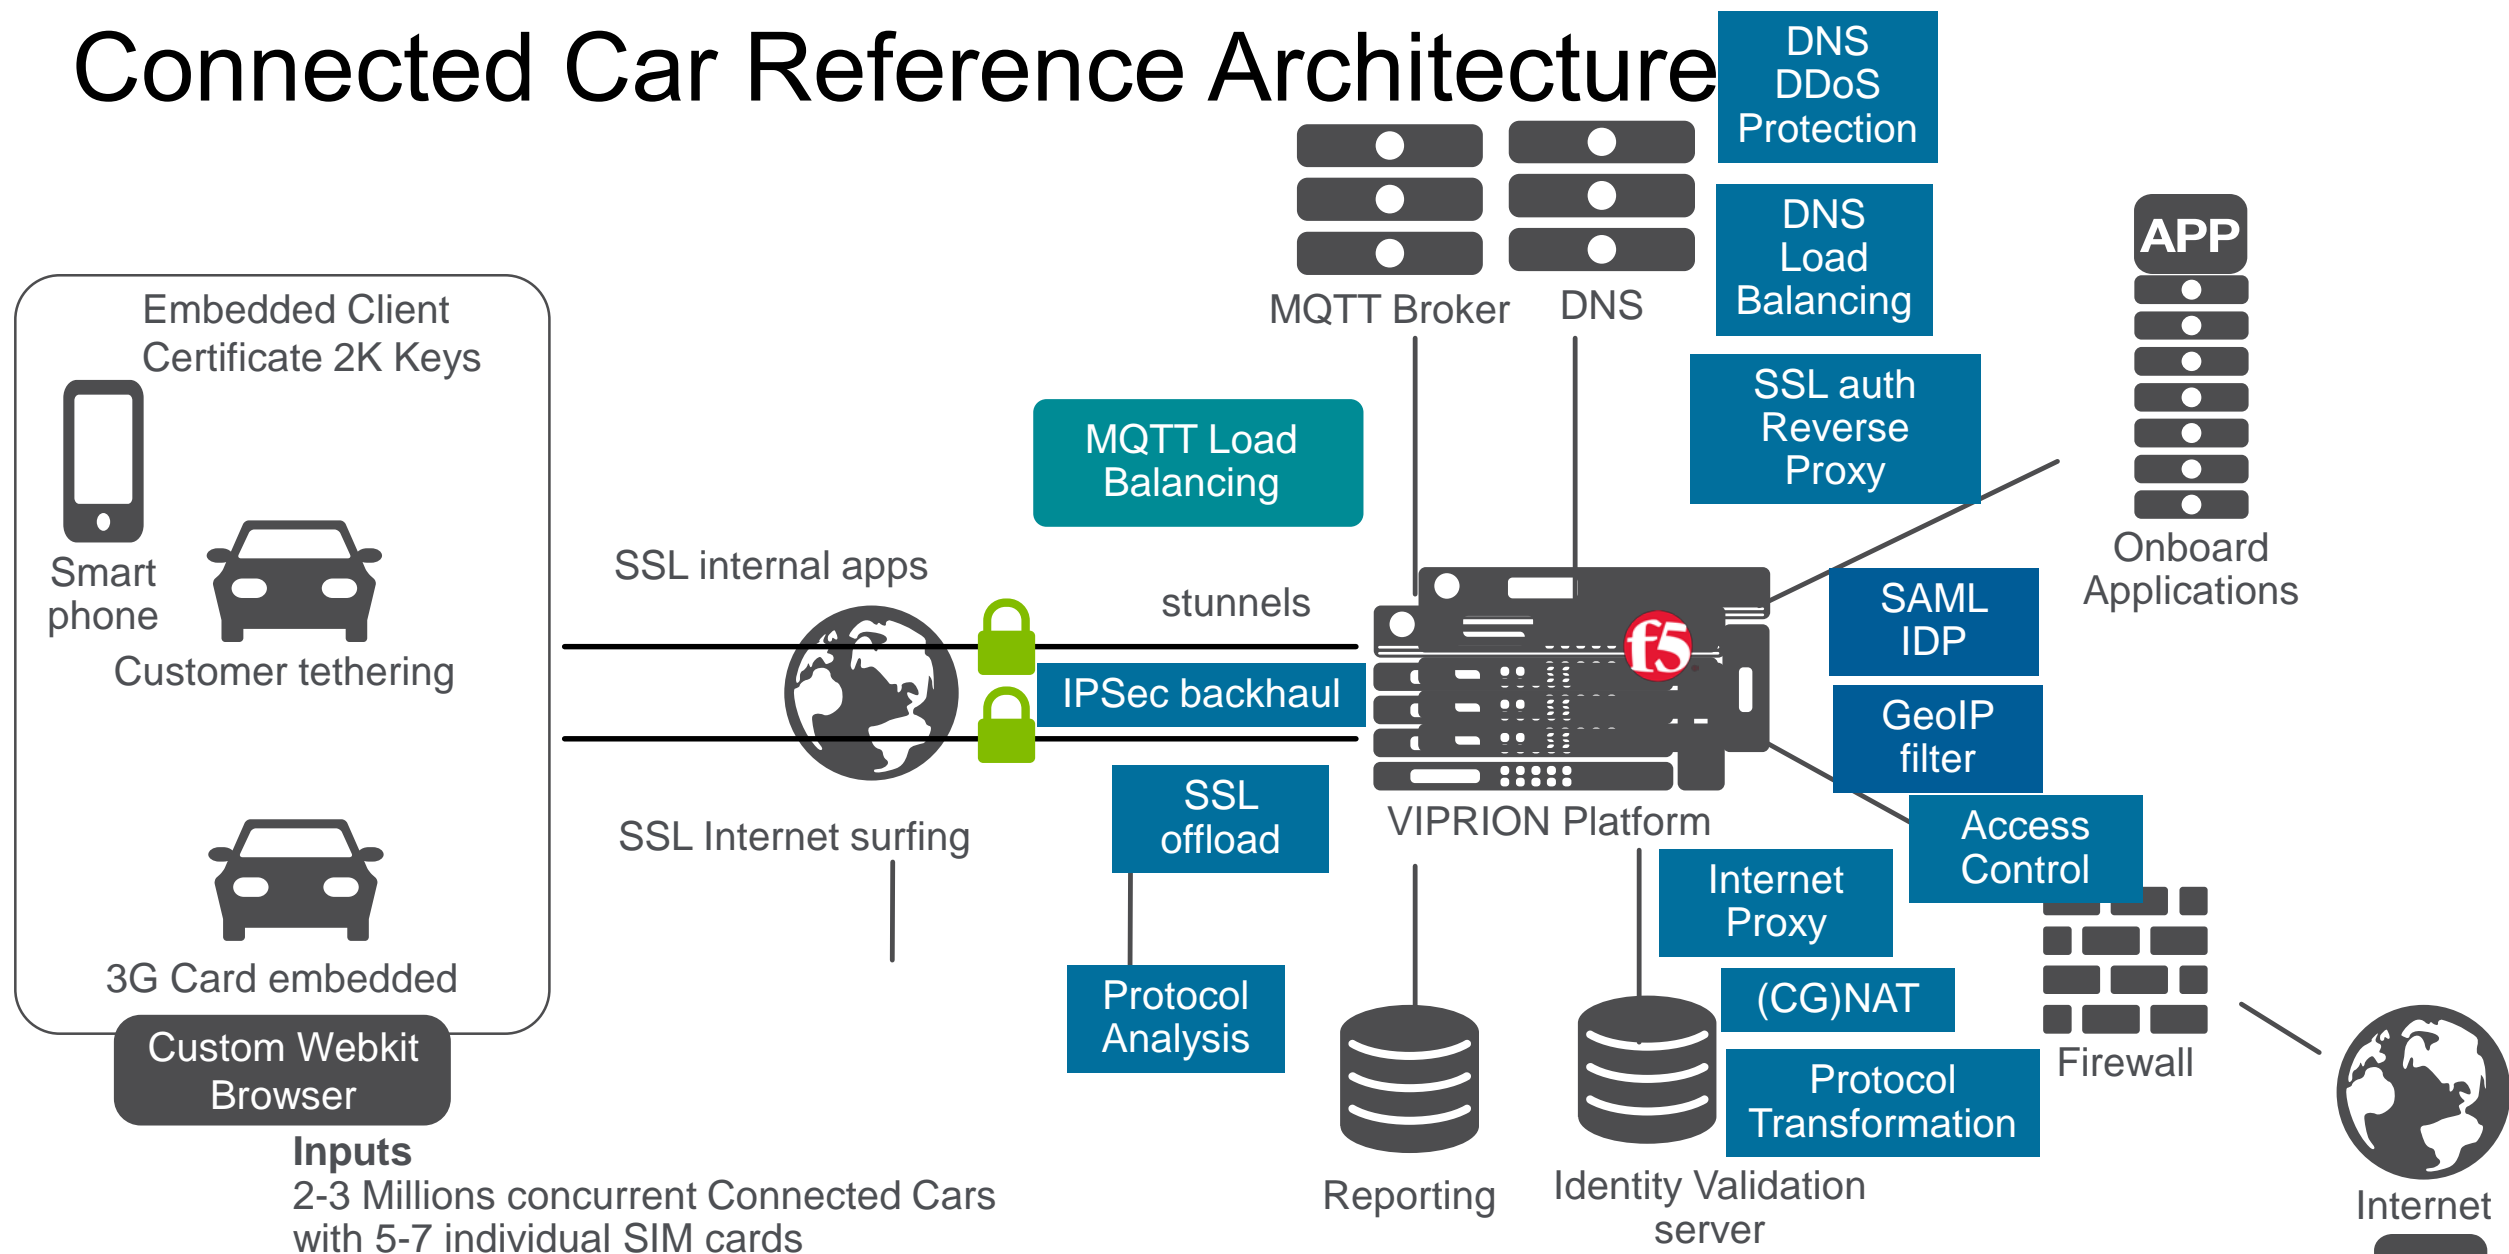 Connected Car Reference Architecture
DNS
DDoS
Protection
DNS
Load
Balancing
APP
MQTT Broker
DNS
Embedded Client
Certificate 2K Keys
SSL auth
Reverse
Proxy
MQTT Load
Balancing
Onboard
Applications
Smart
phone
SSL internal apps
stunnels
SAML
IDP
f5
Customer tethering
IPSec backhaul
GeoIP
filter
SSL
offload
VIPRION Platform
SSL Internet surfing
Access
Control
Internet
Proxy
3G Card embedded
Protocol
Analysis
(CG)NAT
Custom Webkit
Browser
Firewall
Protocol
Transformation
Inputs
2-3 Millions concurrent Connected Cars
with 5-7 individual SIM cards
Reporting
Identity Validation
server
Internet